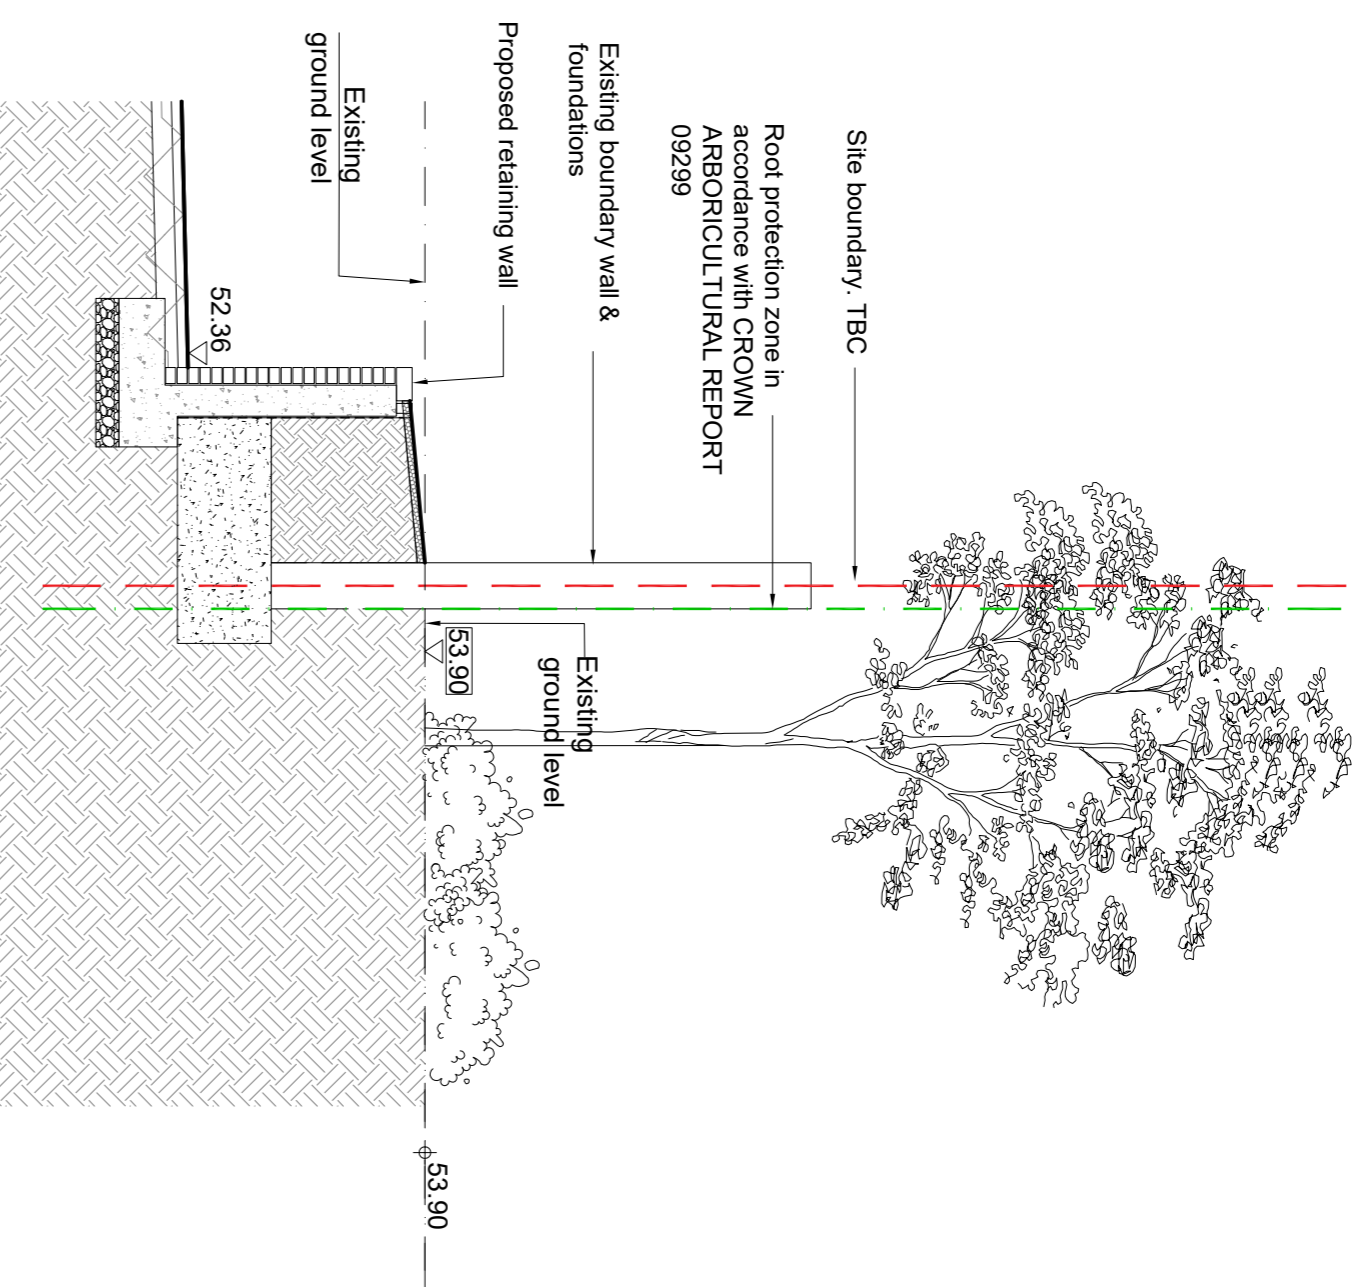 Site boundary. TBC
Root protection zone in
accordance with CROWN
ARBORICULTURAL REPORT
09299
Existing boundary wall &
foundations
Proposed retaining wall
Existing
ground level
52.36
Existing
ground level
53.90
53.90